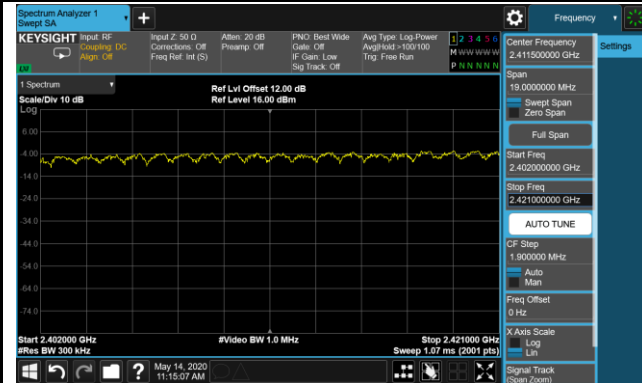 Spectrum Analyzer 1
Swept SA
+
Frequency
KEYSIGHT
Input: RF
Coupling: DC
Align: Off
Input Z: 50 Ω
Corrections: Off
Freq Ref: Int (S)
Atten: 20 dB
Preamp: Off
PNO: Best Wide
Gate: Off
IF Gain: Low
Sig Track: Off
Avg Type: Log-Power
Avg|Hold:>100/100
Trig: Free Run
1 2 3 4 5 6
M W W W W W
P N N N N N
1 Spectrum
Scale/Div 10 dB
Ref Lvl Offset 12.00 dB
Ref Level 16.00 dBm
Log
6.00
-4.00
-14.0
-24.0
-34.0
-44.0
-54.0
-64.0
-74.0
Start 2.402000 GHz
#Res BW 300 kHz
#Video BW 1.0 MHz
Stop 2.421000 GHz
Sweep 1.07 ms (2001 pts)
May 14, 2020
11:15:07 AM
?
Center Frequency
2.411500000 GHz
Settings
Span
19.0000000 MHz
Swept Span
Zero Span
Full Span
Start Freq
2.402000000 GHz
Stop Freq
2.421000000 GHz
AUTO TUNE
CF Step
1.900000 MHz
Auto
Man
Freq Offset
0 Hz
X Axis Scale
Log
Lin
Signal Track
(Span Zoom)